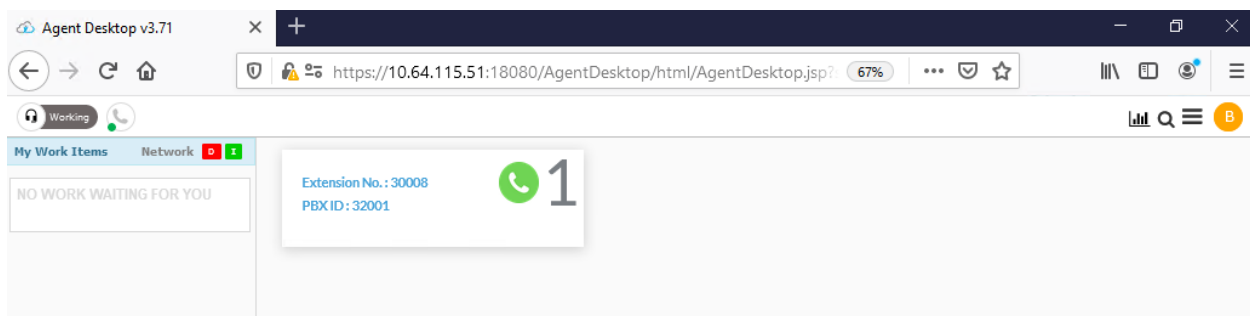 Agent Desktop v3.71
https://10.64.115.51:18080/AgentDesktop/html/AgentDesktop.jsp?: 67%
Working
B
My Work Items Network D I
NO WORK WAITING FOR YOU
Extension No. : 30008
1
PBX ID : 32001